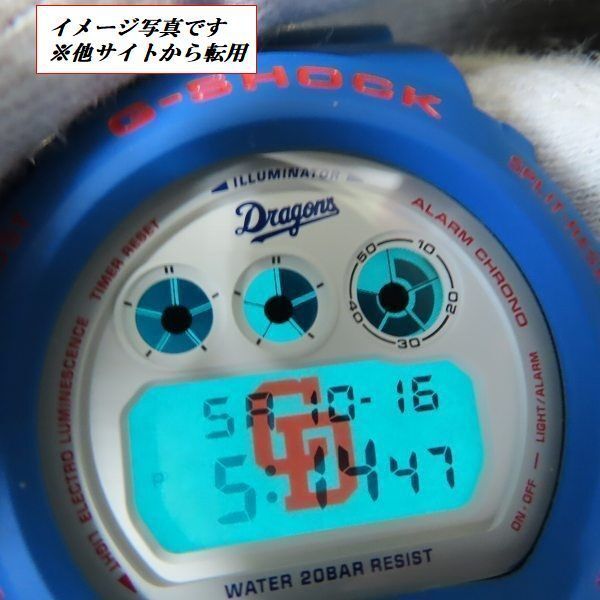 イメージ写真です
※他サイトから転用
G-SHOCK
ILLUMINATOR
Dragons
TIMER RESET
ALARM CHRONO
50 10
40 20
30
SA 10-16
CD
P 5:14 47
ELECTRO LUMINESCENCE
LIGHT
LIGHT/ALARM
ON·OFF
WATER 20BAR RESIST